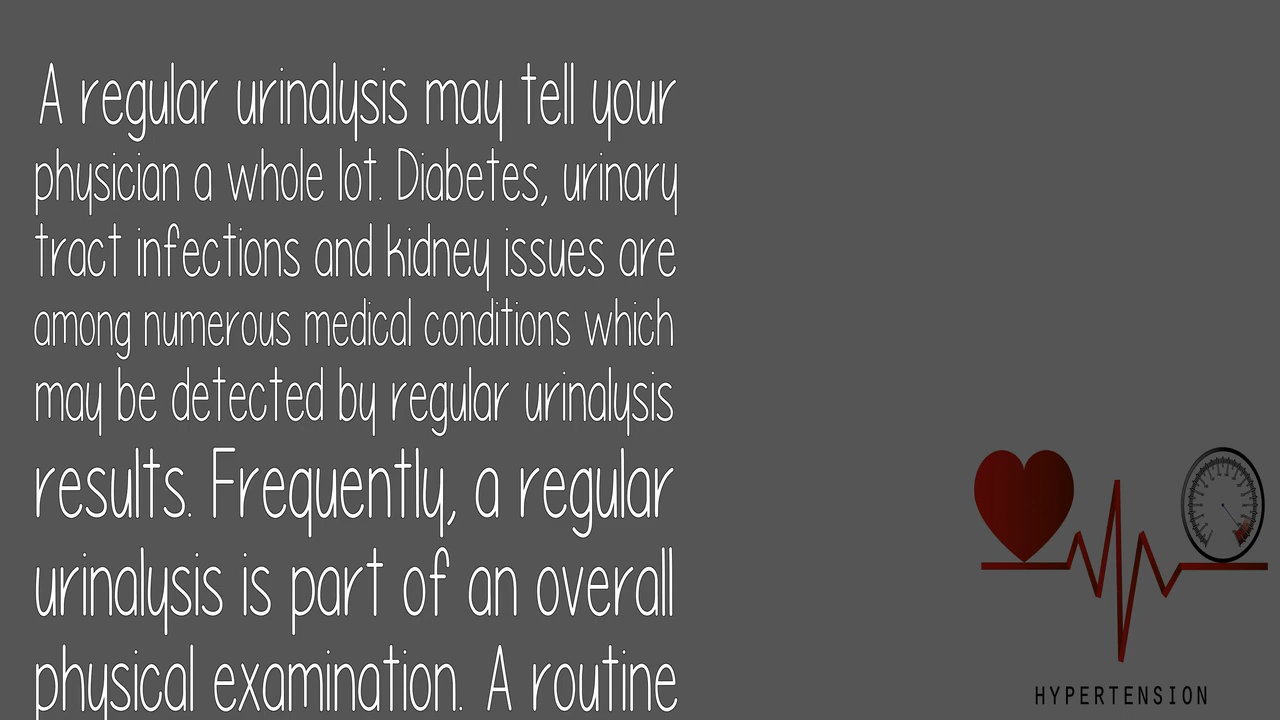 A regular urinalysis may tell your
physician a whole lot. Diabetes, urinary
tract infections and kidney issues are
among numerous medical conditions which
may be detected by regular urinalysis
results. Frequently, a regular
urinalysis is part of an overall
physical examination. A routine
HYPERTENSION